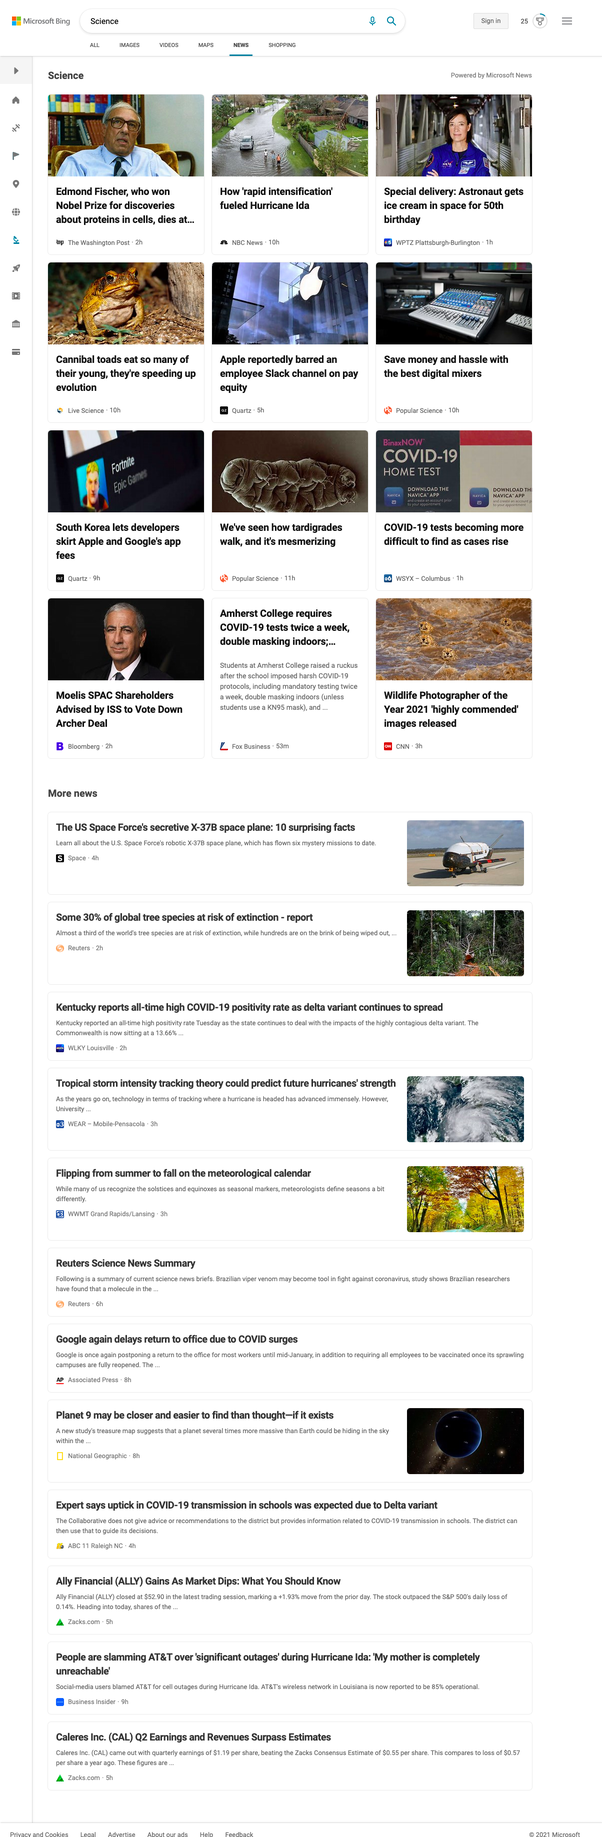 Microsoft Bing
Science
Sign in
25
ALL
IMAGES
VIDEOS
MAPS
NEWS
SHOPPING
Science
Powered by Microsoft News
Edmond Fischer, who won
Nobel Prize for discoveries
about proteins in cells, dies at...
The Washington Post · 2h
How 'rapid intensification'
fueled Hurricane Ida
NBC News · 10h
Special delivery: Astronaut gets
ice cream in space for 50th
birthday
WPTZ Plattsburgh-Burlington · 1h
Cannibal toads eat so many of
their young, they're speeding up
evolution
Live Science · 10h
Apple reportedly barred an
employee Slack channel on pay
equity
Quartz · 5h
Save money and hassle with
the best digital mixers
Popular Science · 10h
Fortnite
Epic Games
South Korea lets developers
skirt Apple and Google's app
fees
Quartz · 9h
We've seen how tardigrades
walk, and it's mesmerizing
Popular Science · 11h
BinaxNOW
COVID-19
HOME TEST
DOWNLOAD THE
NAVICA APP
DOWNLOAD TH
NAVICA APP
COVID-19 tests becoming more
difficult to find as cases rise
WSYX – Columbus · 1h
Moelis SPAC Shareholders
Advised by ISS to Vote Down
Archer Deal
Bloomberg · 2h
Amherst College requires
COVID-19 tests twice a week,
double masking indoors;...
Students at Amherst College raised a ruckus
after the school imposed harsh COVID-19
protocols, including mandatory testing twice
a week, double masking indoors (unless
students use a KN95 mask), and ...
Fox Business · 53m
Wildlife Photographer of the
Year 2021 'highly commended'
images released
CNN · 3h
More news
The US Space Force's secretive X-37B space plane: 10 surprising facts
Learn all about the U.S. Space Force's robotic X-37B space plane, which has flown six mystery missions to date.
Space · 4h
Some 30% of global tree species at risk of extinction - report
Almost a third of the world's tree species are at risk of extinction, while hundreds are on the brink of being wiped out, ...
Reuters · 2h
Kentucky reports all-time high COVID-19 positivity rate as delta variant continues to spread
Kentucky reported an all-time high positivity rate Tuesday as the state continues to deal with the impacts of the highly contagious delta variant. The
Commonwealth is now sitting at a 13.66% ...
WLKY Louisville · 2h
Tropical storm intensity tracking theory could predict future hurricanes' strength
As the years go on, technology in terms of tracking where a hurricane is headed has advanced immensely. However,
University ...
WEAR – Mobile-Pensacola · 3h
Flipping from summer to fall on the meteorological calendar
While many of us recognize the solstices and equinoxes as seasonal markers, meteorologists define seasons a bit
differently.
WWMT Grand Rapids/Lansing · 3h
Reuters Science News Summary
Following is a summary of current science news briefs. Brazilian viper venom may become tool in fight against coronavirus, study shows Brazilian researchers
have found that a molecule in the ...
Reuters · 6h
Google again delays return to office due to COVID surges
Google is once again postponing a return to the office for most workers until mid-January, in addition to requiring all employees to be vaccinated once its sprawling
campuses are fully reopened. The ...
AP Associated Press · 8h
Planet 9 may be closer and easier to find than thought—if it exists
A new study's treasure map suggests that a planet several times more massive than Earth could be hiding in the sky
within the ...
National Geographic · 8h
Expert says uptick in COVID-19 transmission in schools was expected due to Delta variant
The Collaborative does not give advice or recommendations to the district but provides information related to COVID-19 transmission in schools. The district can
then use that to guide its decisions.
ABC 11 Raleigh NC · 4h
Ally Financial (ALLY) Gains As Market Dips: What You Should Know
Ally Financial (ALLY) closed at $52.90 in the latest trading session, marking a +1.93% move from the prior day. The stock outpaced the S&P 500's daily loss of
0.14%. Heading into today, shares of the ...
Zacks.com · 5h
People are slamming AT&T over 'significant outages' during Hurricane Ida: 'My mother is completely
unreachable'
Social-media users blamed AT&T for cell outages during Hurricane Ida. AT&T's wireless network in Louisiana is now reported to be 85% operational.
Business Insider · 9h
Caleres Inc. (CAL) Q2 Earnings and Revenues Surpass Estimates
Caleres Inc. (CAL) came out with quarterly earnings of $1.19 per share, beating the Zacks Consensus Estimate of $0.55 per share. This compares to loss of $0.57
per share a year ago. These figures are ...
Zacks.com · 5h
Privacy and Cookies
Legal
Advertise
About our ads
Help
Feedback
© 2021 Microsoft